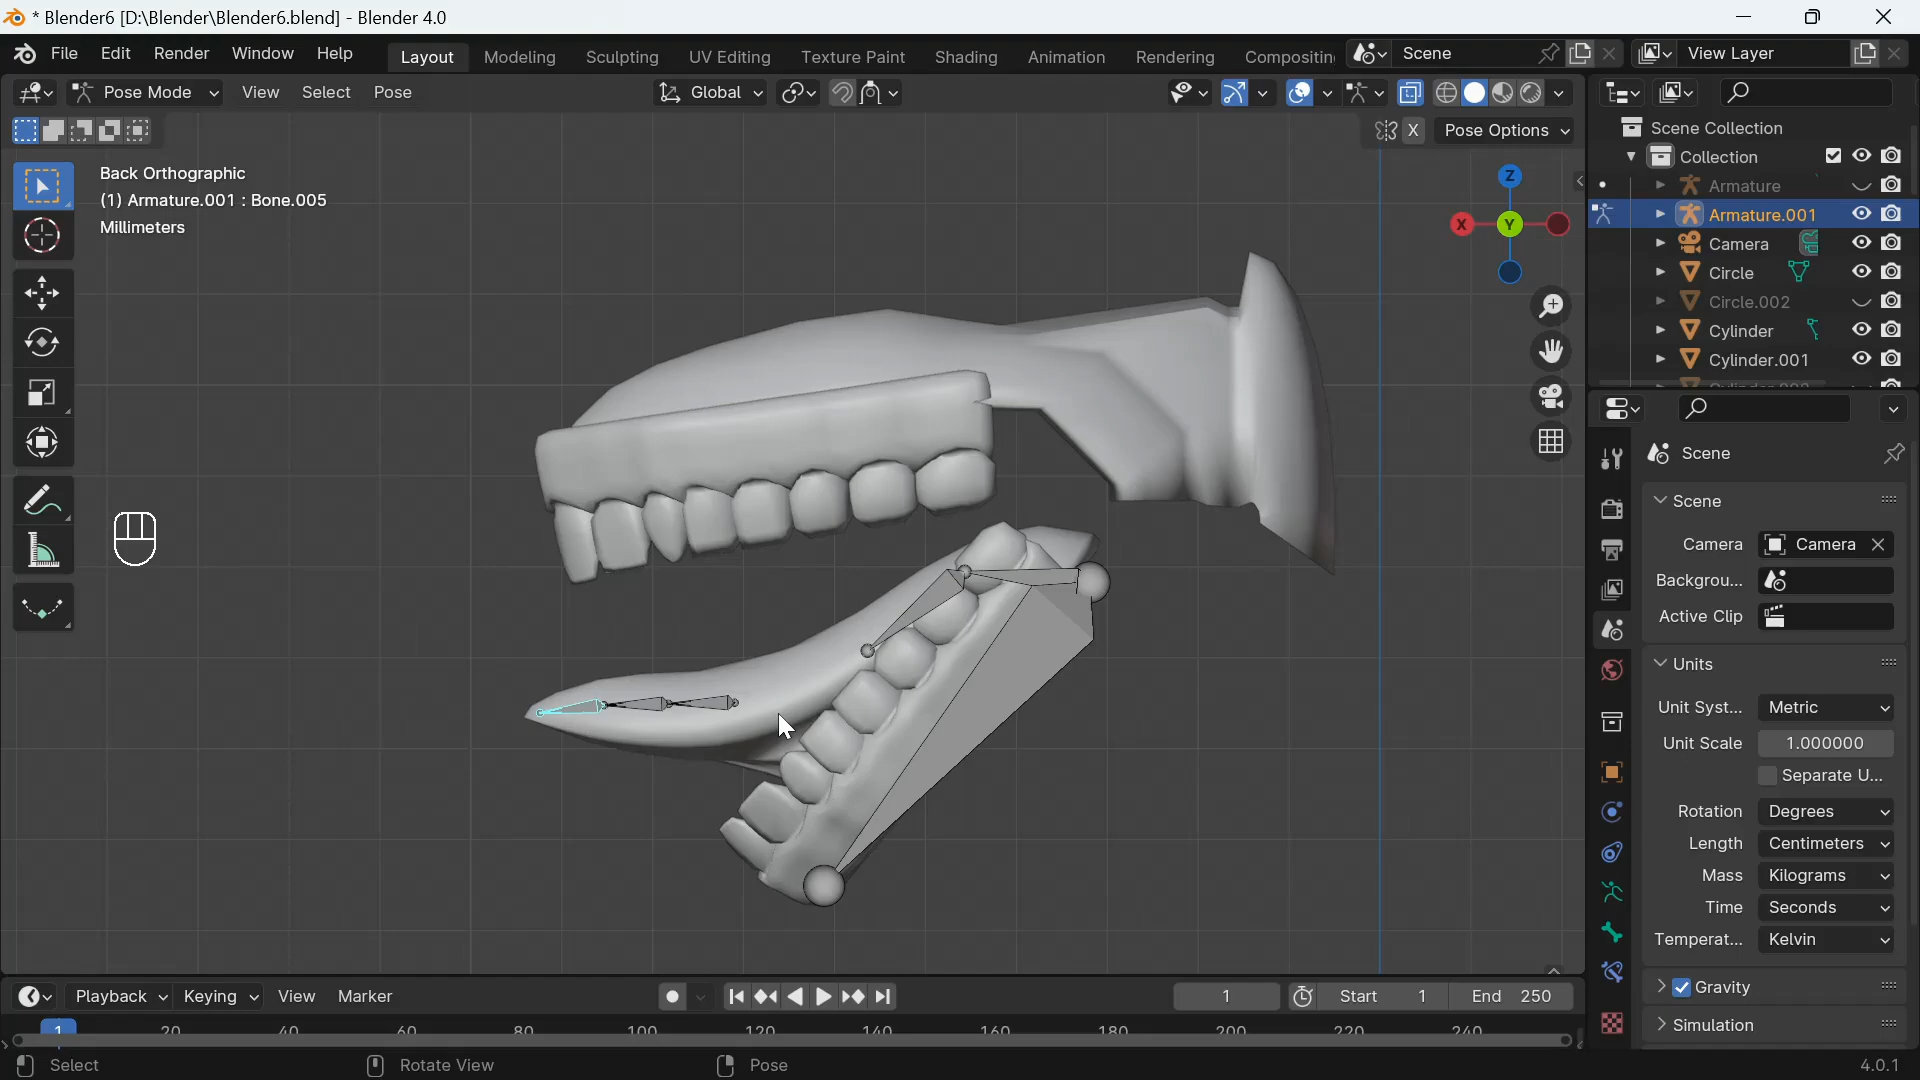 * Blender6 [D:\Blender\Blender6.blend] - Blender 4.0
File Edit Render Window Help Layout Modeling Sculpting UV Editing Texture Paint Shading Animation Rendering Compositin Scene View Layer
Pose Mode View Select Pose Global
X Pose Options
Back Orthographic
(1) Armature.001 : Bone.005
Millimeters
Z
X
Y
Scene Collection
Collection
Armature
Armature.001
Camera
Circle
Circle.002
Cylinder
Cylinder.001
Scene
Scene
Camera Camera
Backgrou...
Active Clip
Units
Unit Syst... Metric
Unit Scale 1.000000
Separate U...
Rotation Degrees
Length Centimeters
Mass Kilograms
Time Seconds
Temperat... Kelvin
Gravity
Simulation
Playback Keying View Marker 1 Start 1 End 250
1 20 40 60 80 100 120 140 160 180 200 220 240
Select Rotate View Pose 4.0.1